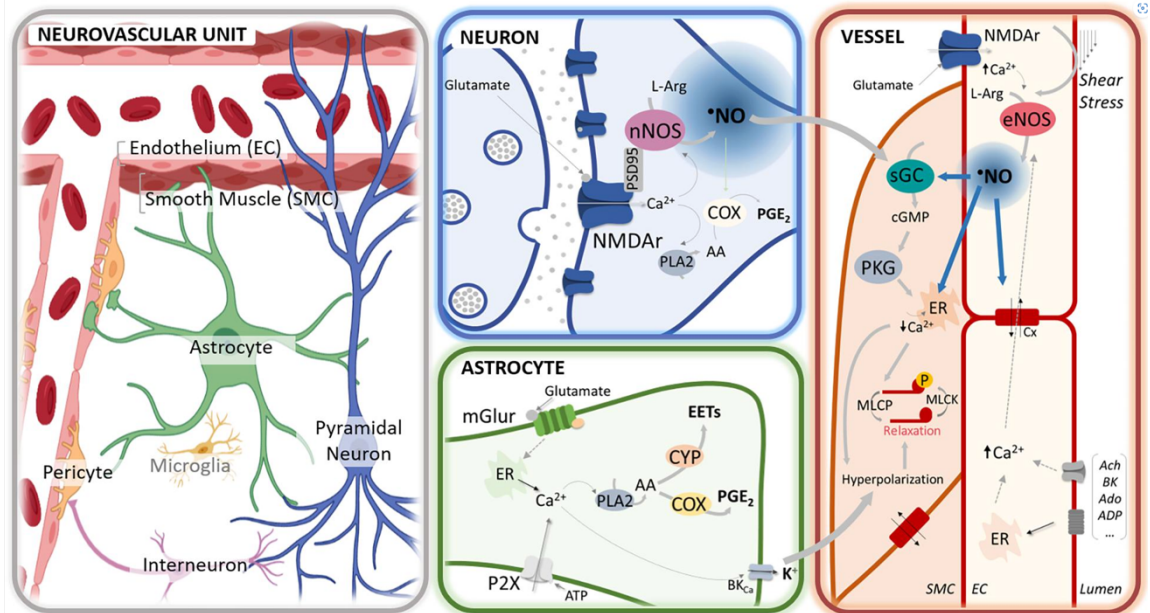 NEUROVASCULAR UNIT
Endothelium (EC)
Smooth Muscle (SMC)
Astrocyte
Pyramidal
Neuron
Microglia
Pericyte
Interneuron
NEURON
Glutamate
L-Arg
nNOS
•NO
PSD95
Ca²⁺
NMDAr
COX
PGE₂
AA
PLA2
ASTROCYTE
Glutamate
mGlur
EETs
ER
CYP
Ca²⁺
PLA2
AA
COX
PGE₂
P2X
ATP
BKCa
K⁺
VESSEL
NMDAr
Glutamate
↑Ca²⁺
L-Arg
Shear
Stress
eNOS
sGC
•NO
cGMP
PKG
ER
↓Ca²⁺
Cx
P
MLCP
MLCK
Relaxation
↑Ca²⁺
Hyperpolarization
Ach
BK
Ado
ADP
...
ER
SMC
EC
Lumen